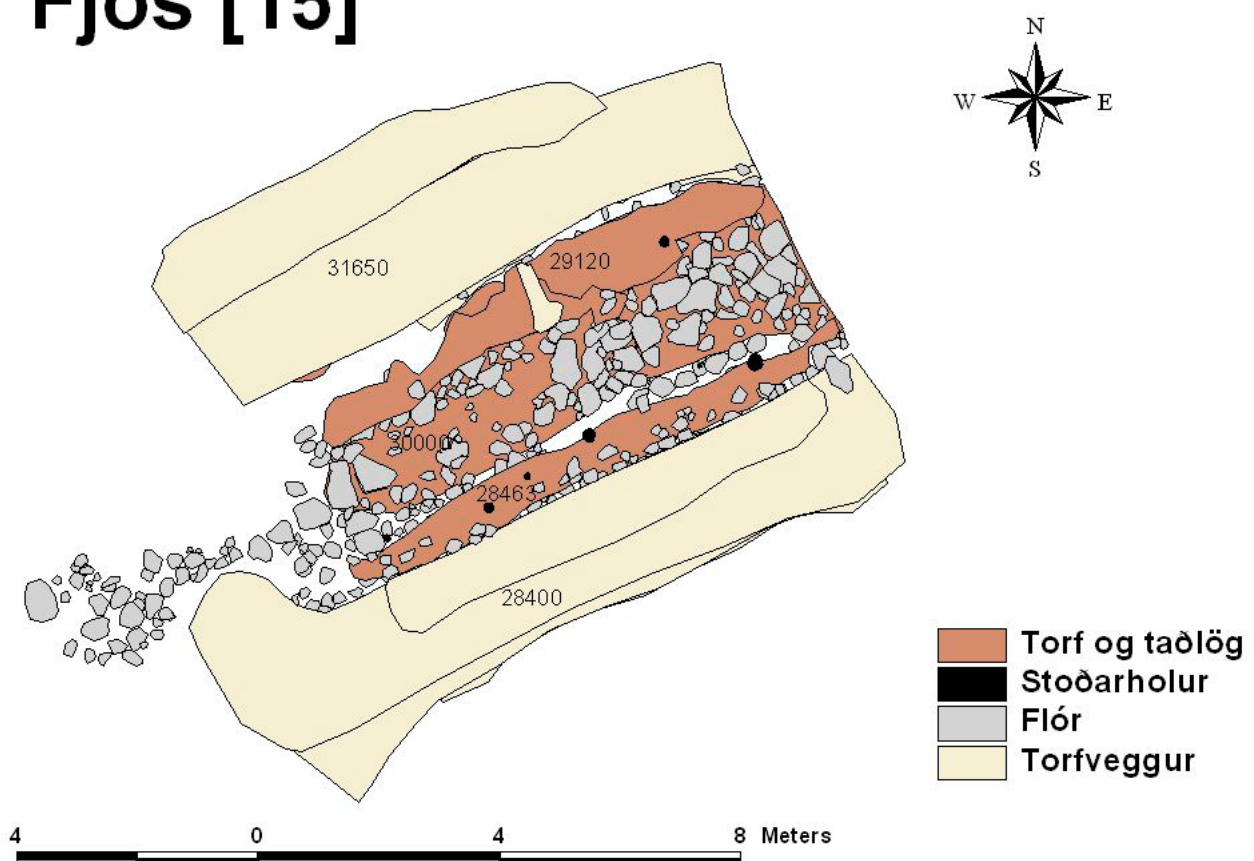 Fjós [15]
N
W E
S
31650
29120
30000
28463
28400
Torf og taðlög
Stoðarholur
Flór
Torfveggur
4 0 4 8 Meters